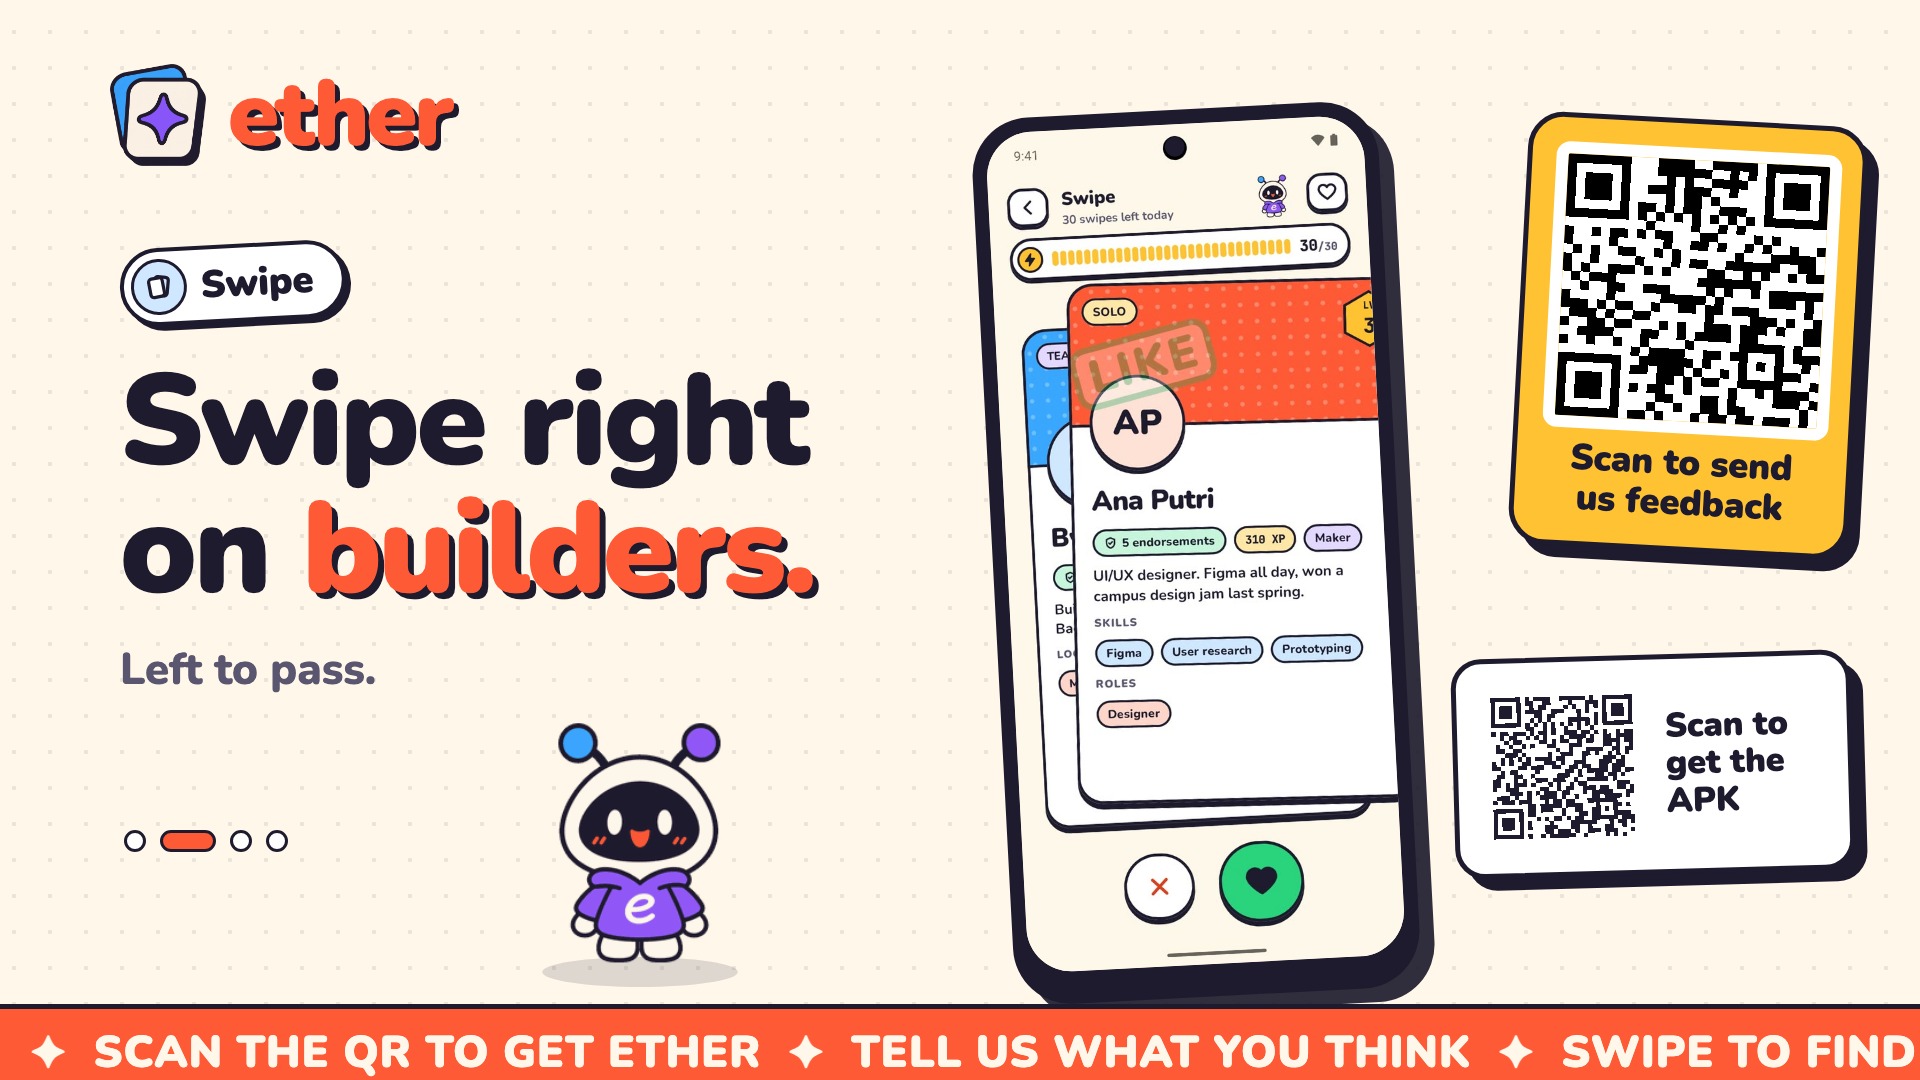 ether
Swipe
Swipe right
on builders.
Left to pass.
9:41
Swipe
30 swipes left today
30/30
SOLO
LIKE
AP
Ana Putri
5 endorsements
310 XP
Maker
UI/UX designer. Figma all day, won a
campus design jam last spring.
SKILLS
Figma
User research
Prototyping
ROLES
Designer
e
Scan to send
us feedback
Scan to
get the
APK
SCAN THE QR TO GET ETHER
TELL US WHAT YOU THINK
SWIPE TO FIND